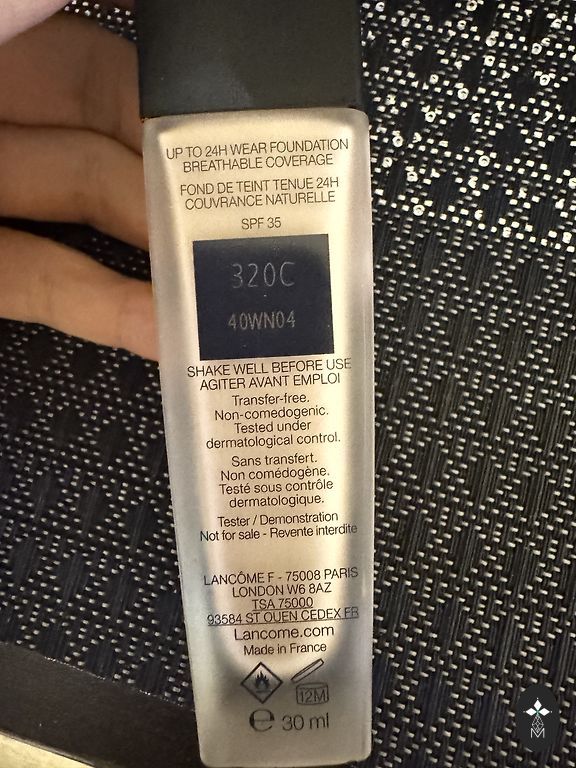 UP TO 24H WEAR FOUNDATION
BREATHABLE COVERAGE
FOND DE TEINT TENUE 24H
COUVRANCE NATURELLE
SPF 35
320C
40WN04
SHAKE WELL BEFORE USE
AGITER AVANT EMPLOI
Transfer-free.
Non-comedogenic.
Tested under
dermatological control.
Sans transfert.
Non comédogène.
Testé sous contrôle
dermatologique.
Tester / Demonstration
Not for sale - Revente interdite
LANCÔME F - 75008 PARIS
LONDON W6 8AZ
TSA 75000
93584 ST OUEN CEDEX FR
Lancome.com
Made in France
12M
℮ 30 ml
M